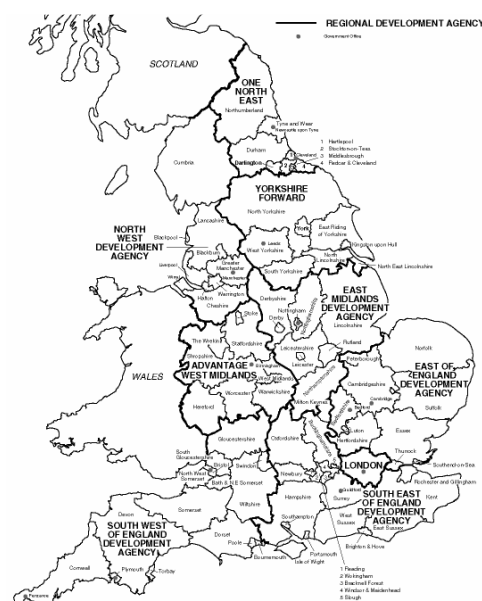 REGIONAL DEVELOPMENT AGENCY
Government Office
SCOTLAND
ONE
NORTH
EAST
Northumberland
Tyne and Wear
Newcastle upon Tyne
1 Hartlepool
2 Stockton-on-Tees
3 Middlesbrough
4 Redcar & Cleveland
Durham
Cleveland
Darlington
2
4
Cumbria
YORKSHIRE
FORWARD
North Yorkshire
Lancashire
York
East Riding
of Yorkshire
NORTH
WEST
DEVELOPMENT
AGENCY
Blackpool
Blackburn
Leeds
West Yorkshire
Kingston upon Hull
North
Lincolnshire
North East Lincolnshire
Greater
Manchester
Manchester
Liverpool
Wirral
South Yorkshire
Halton
Warrington
Cheshire
Derbyshire
EAST
MIDLANDS
DEVELOPMENT
AGENCY
Nottingham
Nottinghamshire
Derby
Stoke
Lincolnshire
The Wrekin
Staffordshire
Shropshire
Leicestershire
Leicester
Rutland
Norfolk
Peterborough
WALES
ADVANTAGE
WEST MIDLANDS
Birmingham
West Midlands
Worcester
Warwickshire
Hereford
Northamptonshire
Cambridgeshire
Cambridge
EAST OF
ENGLAND
DEVELOPMENT
AGENCY
Suffolk
Milton Keynes
Bedfordshire
Bedford
Luton
Hertfordshire
Essex
Gloucestershire
Oxfordshire
Buckinghamshire
South
Gloucestershire
Bristol
Swindon
North West
Somerset
Bath & NE Somerset
Newbury
LONDON
Thurrock
Southend on Sea
Rochester and Gillingham
Kent
Wiltshire
Hampshire
Guildford
Surrey
SOUTH EAST
OF ENGLAND
DEVELOPMENT
AGENCY
West
Sussex
East Sussex
Brighton & Hove
Somerset
Devon
SOUTH WEST
OF ENGLAND
DEVELOPMENT
AGENCY
Dorset
Poole
Bournemouth
Southampton
Portsmouth
Isle of Wight
Cornwall
Plymouth
Torbay
Penzance
1 Reading
2 Wokingham
3 Bracknell Forest
4 Windsor & Maidenhead
5 Slough